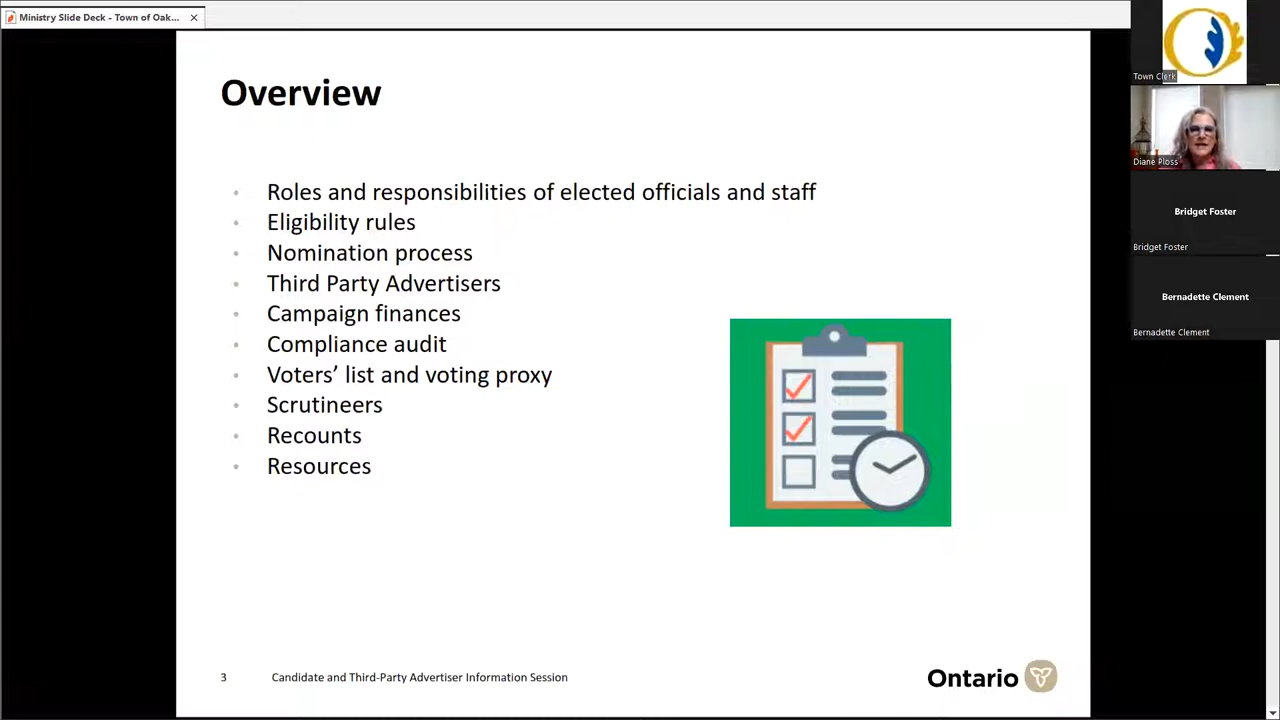 Ministry Slide Deck - Town of Oak...
Overview
Roles and responsibilities of elected officials and staff
Eligibility rules
Nomination process
Third Party Advertisers
Campaign finances
Compliance audit
Voters’ list and voting proxy
Scrutineers
Recounts
Resources
3
Candidate and Third-Party Advertiser Information Session
Ontario
Town Clerk
Diane Ploss
Bridget Foster
Bridget Foster
Bernadette Clement
Bernadette Clement